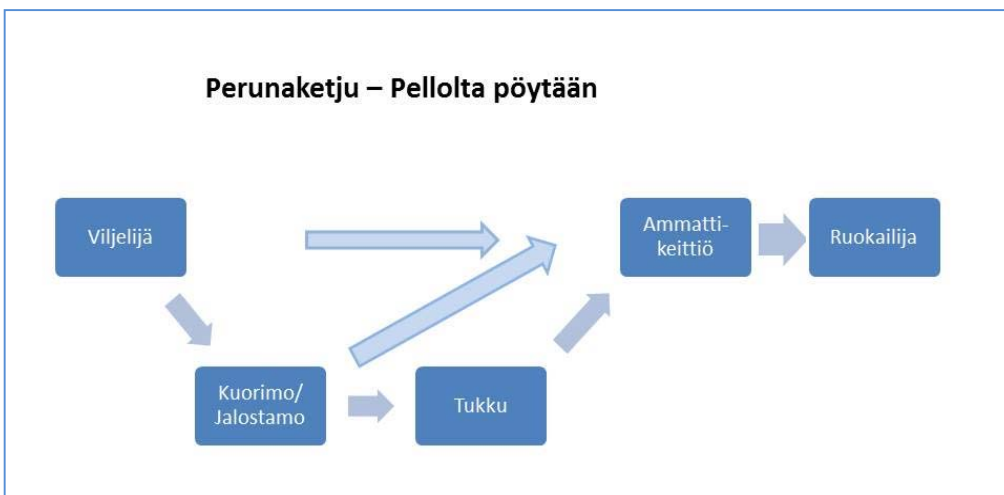 Perunaketju – Pellolta pöytään
Viljelijä
Ammatti-
keittiö
Ruokailija
Kuorimo/
Jalostamo
Tukku